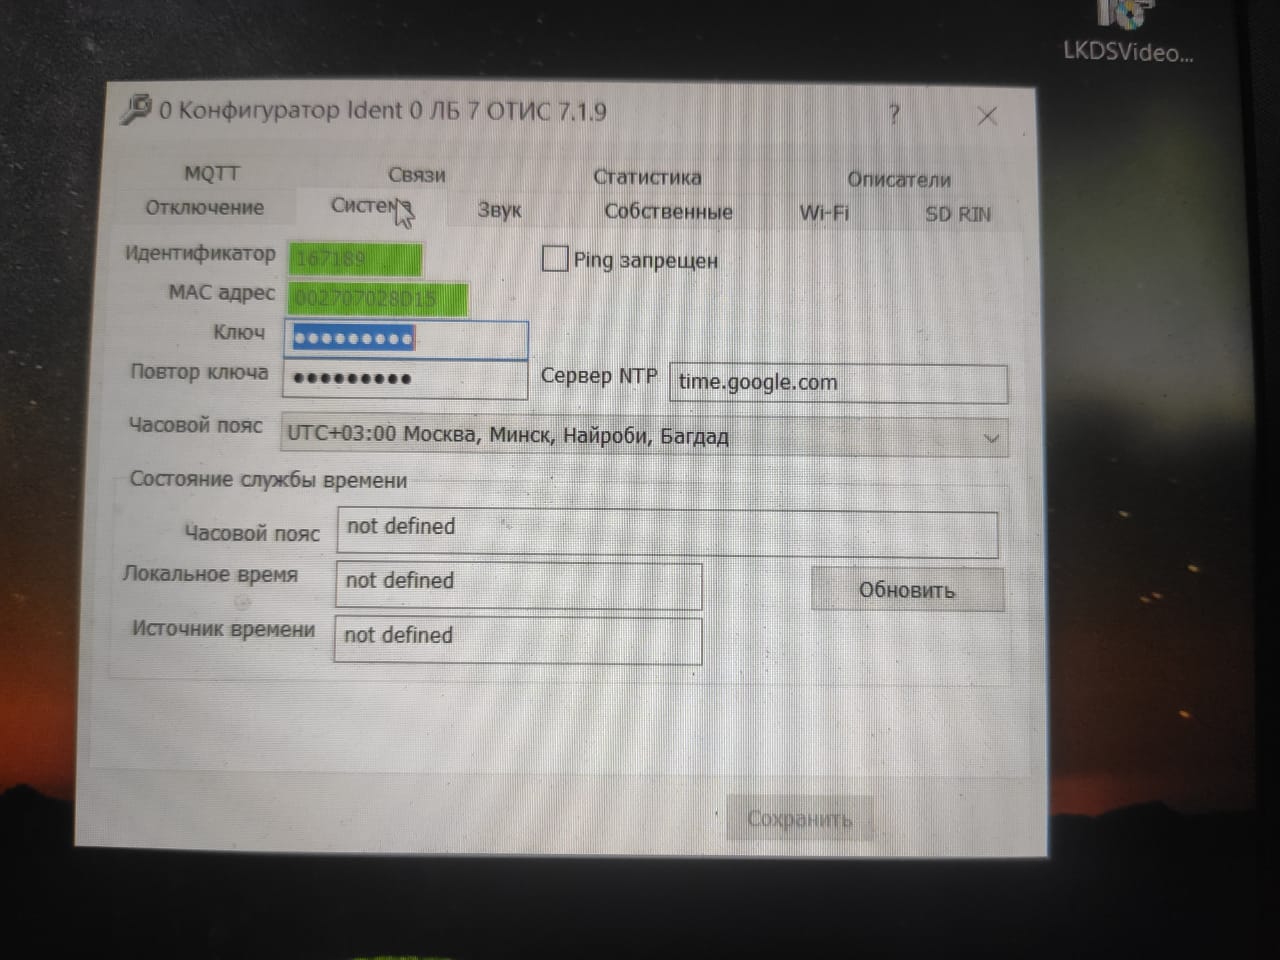 LKDSVideo...
0 Конфигуратор Ident 0 ЛБ 7 ОТИС 7.1.9 ?
MQTT Связи Статистика Описатели
Отключение Система Звук Собственные Wi-Fi SD RIN
Идентификатор 167189 Ping запрещен
MAC адрес 002707028D15
Ключ
Повтор ключа Сервер NTP time.google.com
Часовой пояс UTC+03:00 Москва, Минск, Найроби, Багдад
Состояние службы времени
Часовой пояс not defined
Локальное время not defined Обновить
Источник времени not defined
Сохранить